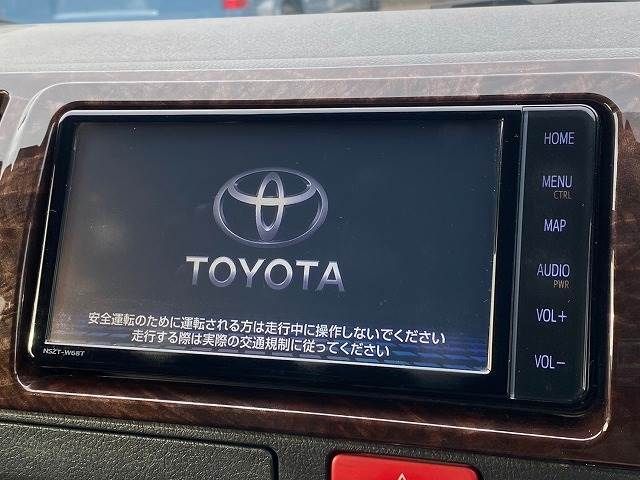 HOME
MENU
CTRL
MAP
AUDIO
PWR
VOL+
VOL−
TOYOTA
安全運転のために運転される方は走行中に操作しないでください
走行する際は実際の交通規制に従ってください
NSZT-W68T